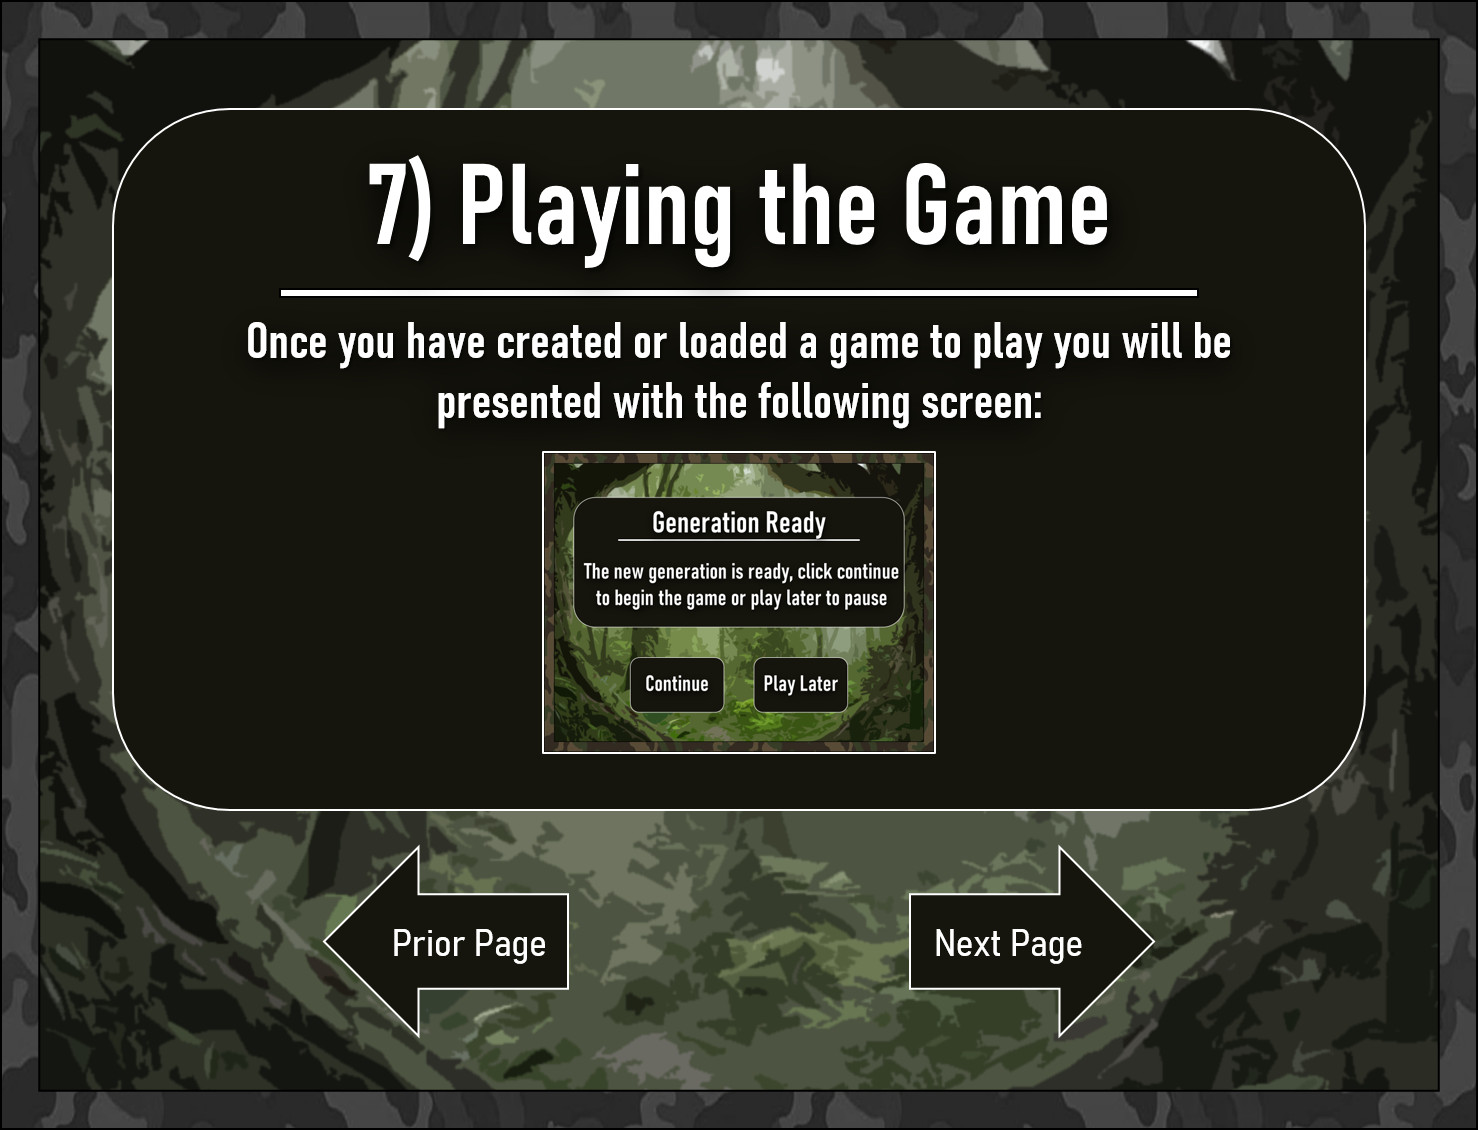 7) Playing the Game
Once you have created or loaded a game to play you will be
presented with the following screen:
Generation Ready
The new generation is ready, click continue
to begin the game or play later to pause
Continue
Play Later
Prior Page
Next Page